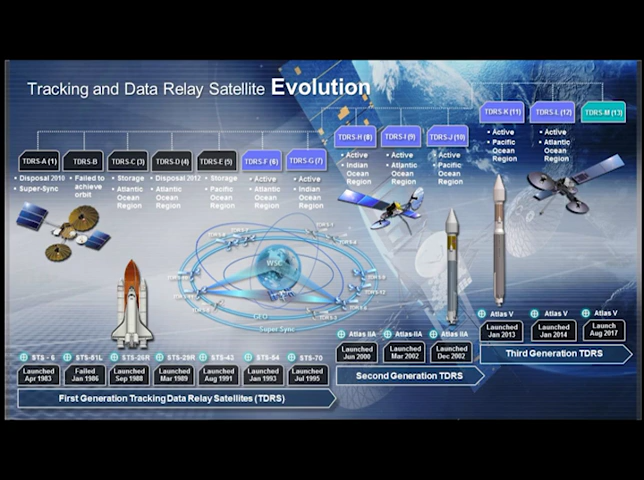 Tracking and Data Relay Satellite Evolution
TDRS-K (11)
TDRS-L (12)
TDRS-M (13)
• Active
• Pacific
Ocean
Region
• Active
• Atlantic
Ocean
Region
TDRS-H (8)
TDRS-I (9)
TDRS-J (10)
• Active
• Indian
Ocean
Region
• Active
• Atlantic
Ocean
Region
• Active
• Pacific
Ocean
Region
TDRS-A (1)
TDRS-B
TDRS-C (3)
TDRS-D (4)
TDRS-E (5)
TDRS-F (6)
TDRS-G (7)
• Disposal 2010
• Super-Sync
• Failed to
achieve
orbit
• Storage
• Atlantic
Ocean
Region
• Disposal 2012
• Atlantic
Ocean
Region
• Storage
• Pacific
Ocean
Region
• Active
• Atlantic
Ocean
Region
• Active
• Indian
Ocean
Region
WSC
GEO
Super Sync
STS - 6
STS-51L
STS-26R
STS-29R
STS-43
STS-54
STS-70
Launched
Apr 1983
Failed
Jan 1986
Launched
Sep 1988
Launched
Mar 1989
Launched
Aug 1991
Launched
Jan 1993
Launched
Jul 1995
First Generation Tracking Data Relay Satellites (TDRS)
Atlas IIA
Atlas-IIA
Atlas IIA
Launched
Jun 2000
Launched
Mar 2002
Launched
Dec 2002
Second Generation TDRS
Atlas V
Atlas V
Atlas V
Launched
Jan 2013
Launched
Jan 2014
Launch
Aug 2017
Third Generation TDRS